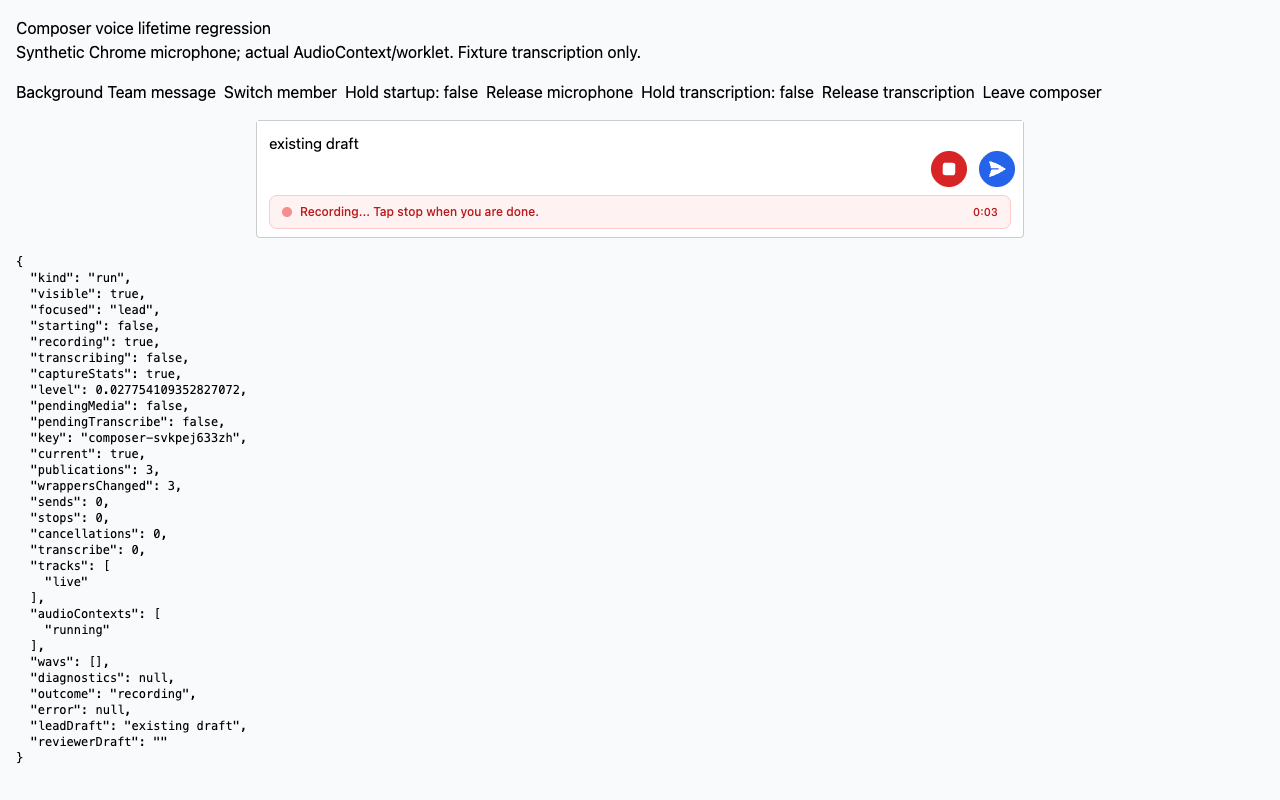 Composer voice lifetime regression
Synthetic Chrome microphone; actual AudioContext/worklet. Fixture transcription only.
Background Team message Switch member Hold startup: false Release microphone Hold transcription: false Release transcription Leave composer
existing draft
Recording... Tap stop when you are done. 0:03
{
  "kind": "run",
  "visible": true,
  "focused": "lead",
  "starting": false,
  "recording": true,
  "transcribing": false,
  "captureStats": true,
  "level": 0.027754109352827072,
  "pendingMedia": false,
  "pendingTranscribe": false,
  "key": "composer-svkpej633zh",
  "current": true,
  "publications": 3,
  "wrappersChanged": 3,
  "sends": 0,
  "stops": 0,
  "cancellations": 0,
  "transcribe": 0,
  "tracks": [
    "live"
  ],
  "audioContexts": [
    "running"
  ],
  "wavs": [],
  "diagnostics": null,
  "outcome": "recording",
  "error": null,
  "leadDraft": "existing draft",
  "reviewerDraft": ""
}